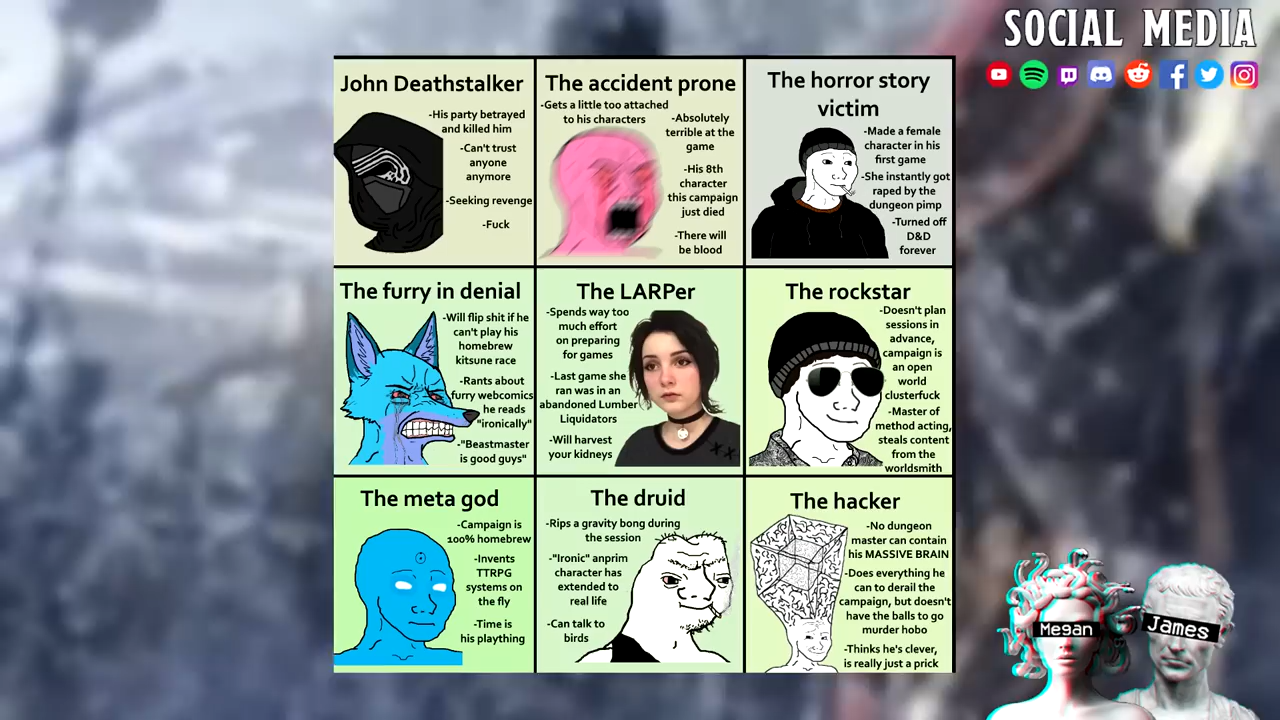 SOCIAL MEDIA
John Deathstalker
-His party betrayed
and killed him
-Can't trust
anyone
anymore
-Seeking revenge
-Fuck
The accident prone
-Gets a little too attached
to his characters
-Absolutely
terrible at the
game
-His 8th
character
this campaign
just died
-There will
be blood
The horror story
victim
-Made a female
character in his
first game
-She instantly got
raped by the
dungeon pimp
-Turned off
D&D
forever
The furry in denial
-Will flip shit if he
can't play his
homebrew
kitsune race
-Rants about
furry webcomics
he reads
"ironically"
-"Beastmaster
is good guys"
The LARPer
-Spends way too
much effort
on preparing
for games
-Last game she
ran was in an
abandoned Lumber
Liquidators
-Will harvest
your kidneys
The rockstar
-Doesn't plan
sessions in
advance,
campaign is
an open
world
clusterfuck
-Master of
method acting,
steals content
from the
worldsmith
The meta god
-Campaign is
100% homebrew
-Invents
TTRPG
systems on
the fly
-Time is
his plaything
The druid
-Rips a gravity bong during
the session
-"Ironic" anprim
character has
extended to
real life
-Can talk to
birds
The hacker
-No dungeon
master can contain
his MASSIVE BRAIN
-Does everything he
can to derail the
campaign, but doesn't
have the balls to go
murder hobo
-Thinks he's clever,
is really just a prick
Megan
James